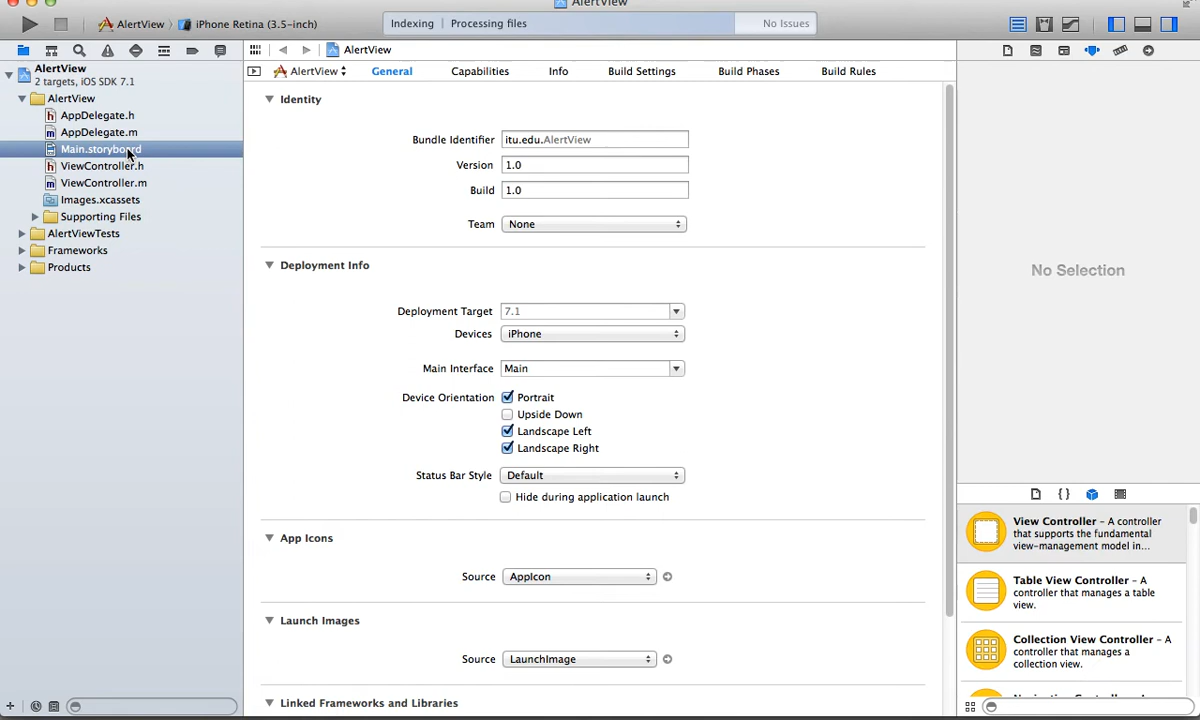 AlertView
AlertView
iPhone Retina (3.5-inch)
Indexing
Processing files
No Issues
AlertView
2 targets, iOS SDK 7.1
AlertView
AppDelegate.h
AppDelegate.m
Main.storyboard
ViewController.h
ViewController.m
Images.xcassets
Supporting Files
AlertViewTests
Frameworks
Products
AlertView
AlertView
General
Capabilities
Info
Build Settings
Build Phases
Build Rules
Identity
Bundle Identifier
itu.edu.AlertView
Version
1.0
Build
1.0
Team
None
Deployment Info
Deployment Target
7.1
Devices
iPhone
Main Interface
Main
Device Orientation
Portrait
Upside Down
Landscape Left
Landscape Right
Status Bar Style
Default
Hide during application launch
App Icons
Source
AppIcon
Launch Images
Source
LaunchImage
Linked Frameworks and Libraries
No Selection
View Controller – A controller
that supports the fundamental
view-management model in...
Table View Controller – A
controller that manages a table
view.
Collection View Controller – A
controller that manages a
collection view.